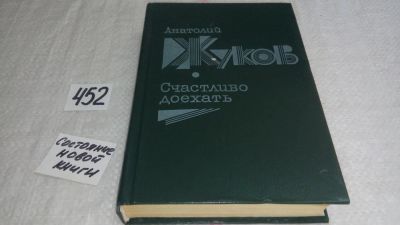 Анатолий
Жуков
Счастливо
доехать
452
Состояние
новой
книги